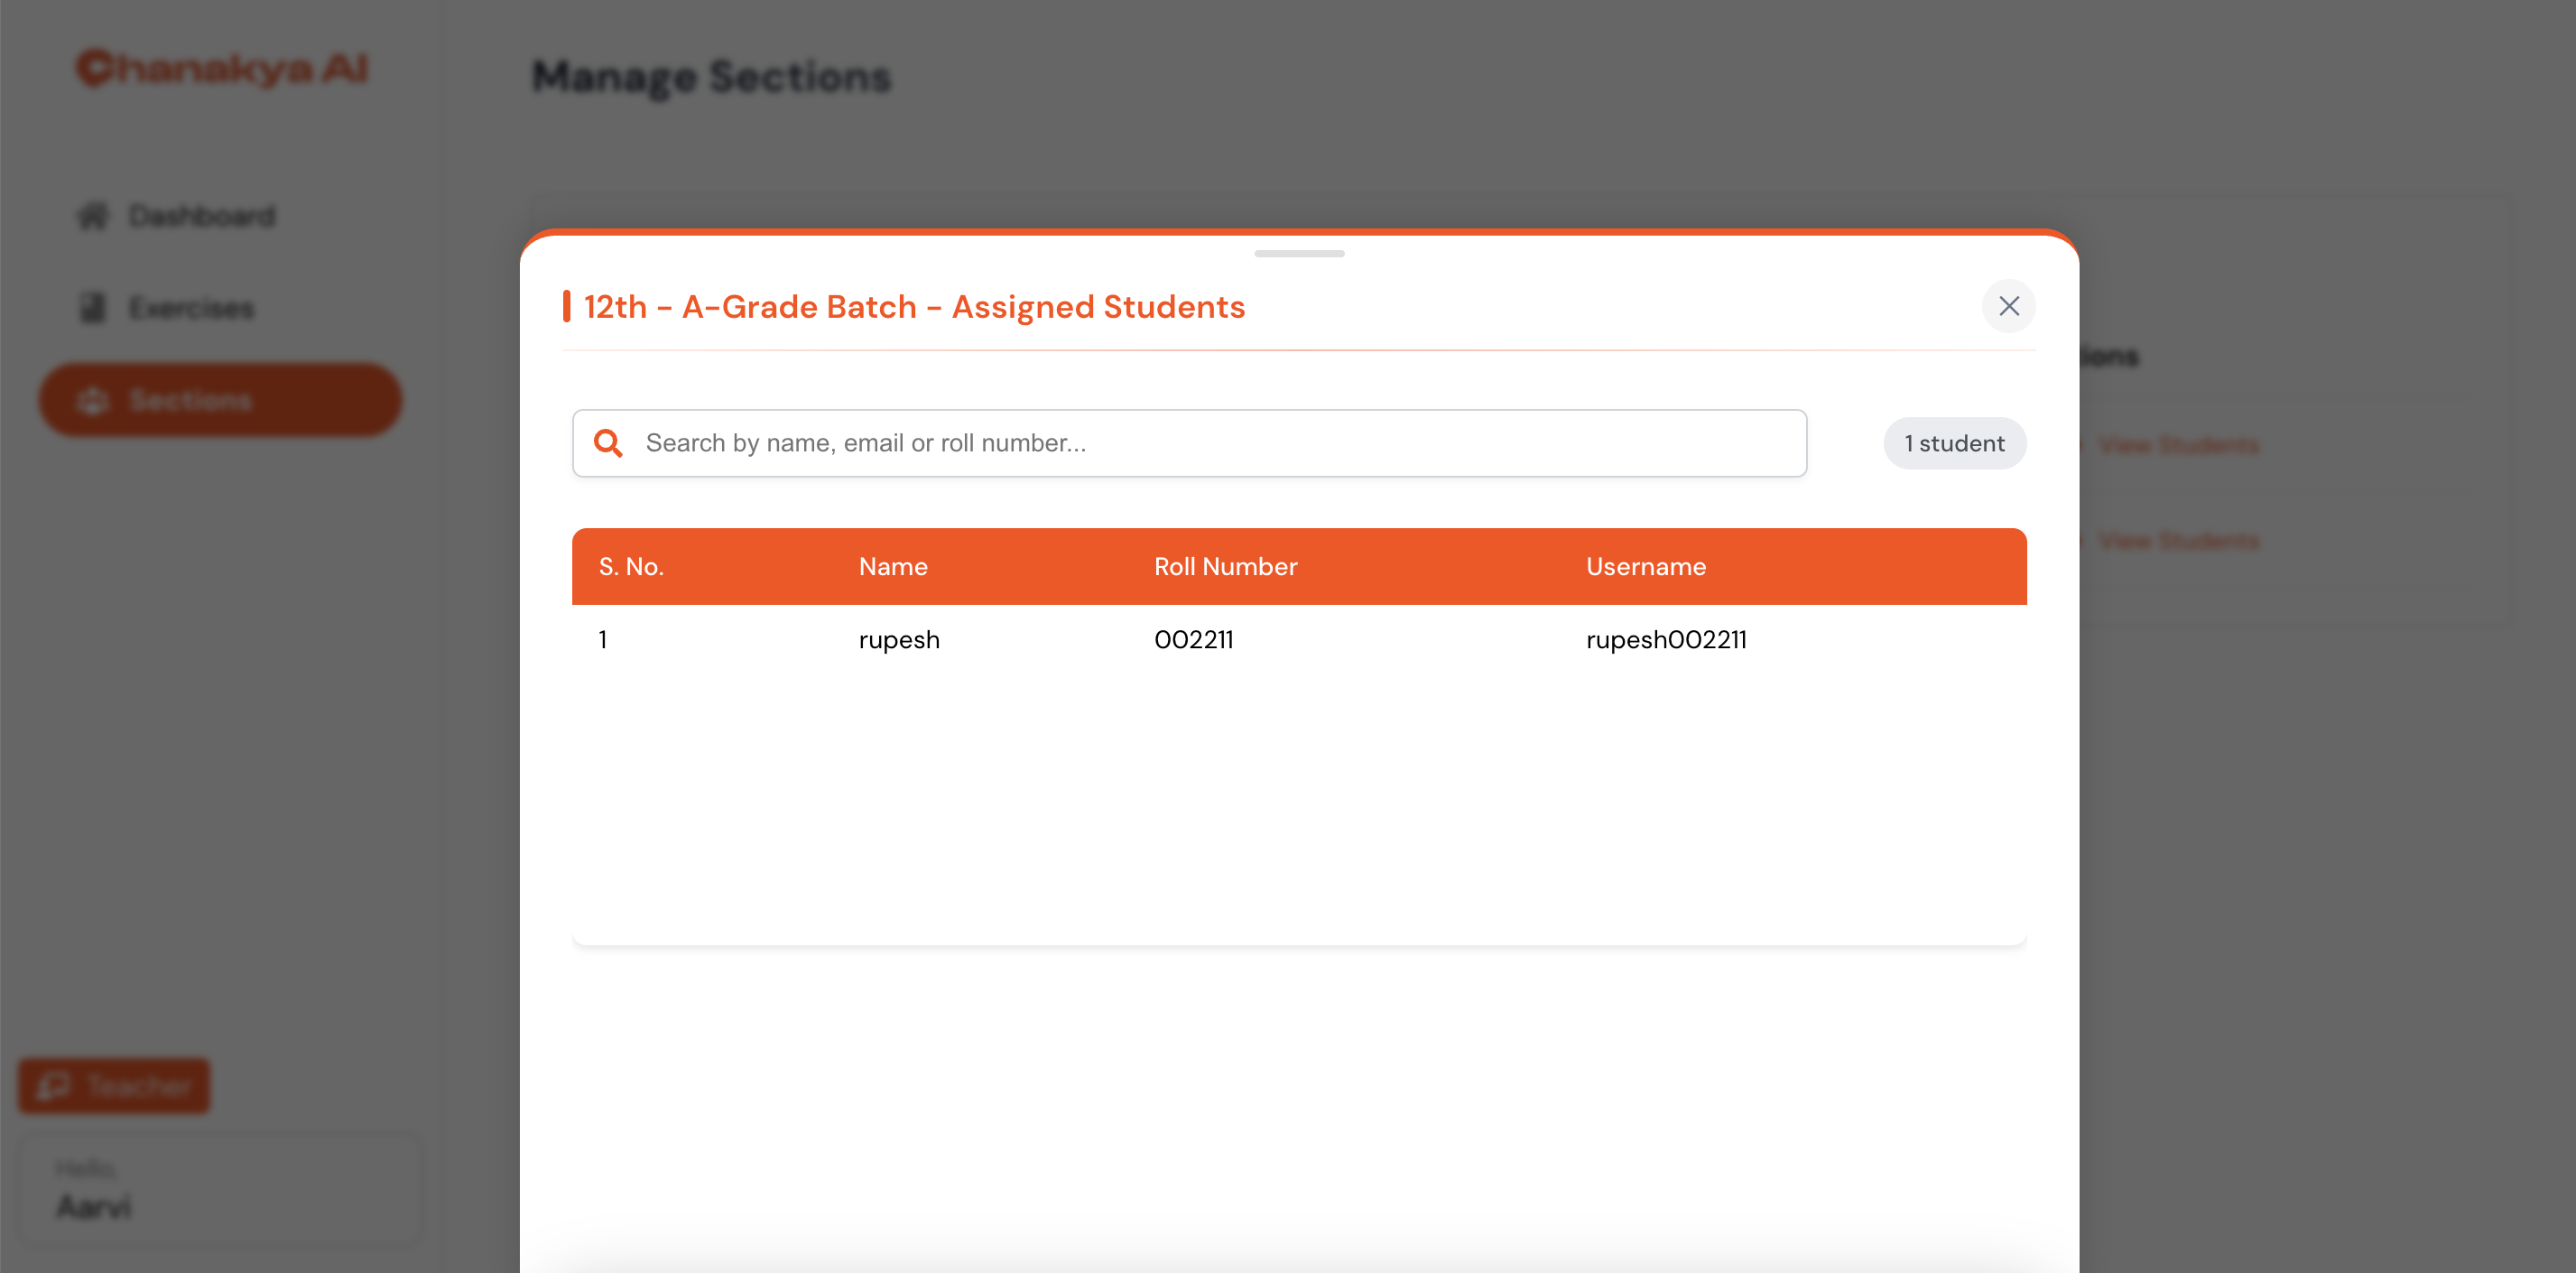 Chanakya AI
Manage Sections
Dashboard
Exercises
Sections
12th - A-Grade Batch - Assigned Students
Search by name, email or roll number...
1 student
View Students
View Students
S. No. Name Roll Number Username
1 rupesh 002211 rupesh002211
Teacher
Hello,
Aarvi